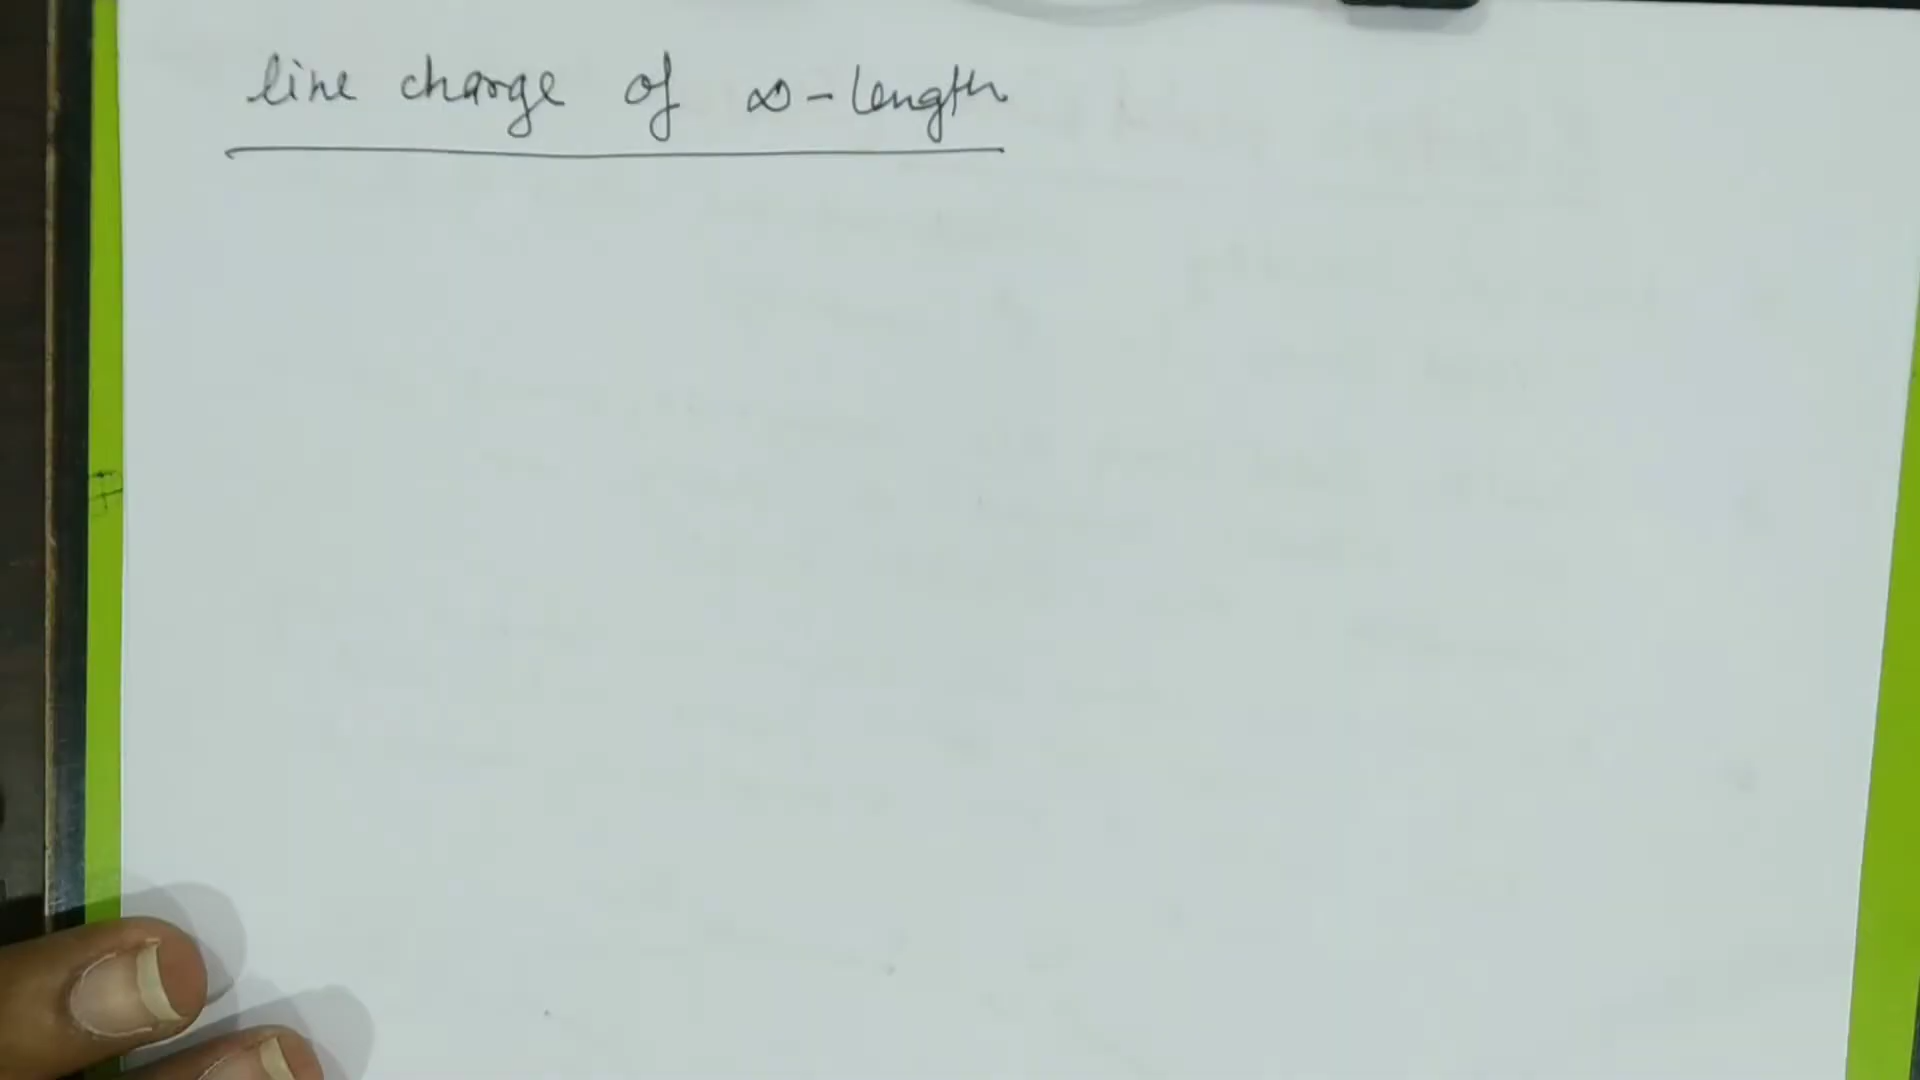 line charge of ∞-length